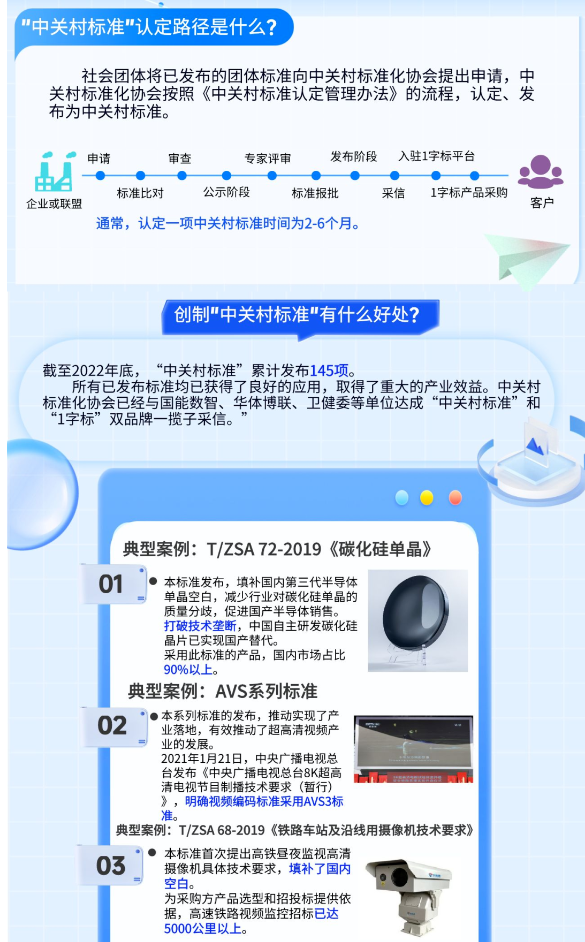 "中关村标准"认定路径是什么?
社会团体将已发布的团体标准向中关村标准化协会提出申请，中
关村标准化协会按照《中关村标准认定管理办法》的流程，认定、发
布为中关村标准。
申请
审查
专家评审
发布阶段
入驻1字标平台
企业或联盟
标准比对
公示阶段
标准报批
采信
1字标产品采购
客户
通常，认定一项中关村标准时间为2-6个月。
创制"中关村标准"有什么好处?
截至2022年底，“中关村标准”累计发布145项。
所有已发布标准均已获得了良好的应用，取得了重大的产业效益。中关村
标准化协会已经与国能数智、华体博联、卫健委等单位达成“中关村标准”和
“1字标”双品牌一揽子采信。”
典型案例：T/ZSA 72-2019《碳化硅单晶》
01
本标准发布，填补国内第三代半导体
单晶空白，减少行业对碳化硅单晶的
质量分歧，促进国产半导体销售。
打破技术垄断，中国自主研发碳化硅
晶片已实现国产替代。
采用此标准的产品，国内市场占比
90%以上。
典型案例：AVS系列标准
02
本系列标准的发布，推动实现了产
业落地，有效推动了超高清视频产
业的发展。
2021年1月21日，中央广播电视总
台发布《中央广播电视总台8K超高
清电视节目制播技术要求（暂行）
》，明确视频编码标准采用AVS3标
准。
典型案例：T/ZSA 68-2019《铁路车站及沿线用摄像机技术要求》
03
本标准首次提出高铁昼夜监视高清
摄像机具体技术要求，填补了国内
空白。
为采购方产品选型和招投标提供依
据，高速铁路视频监控招标已达
5000公里以上。